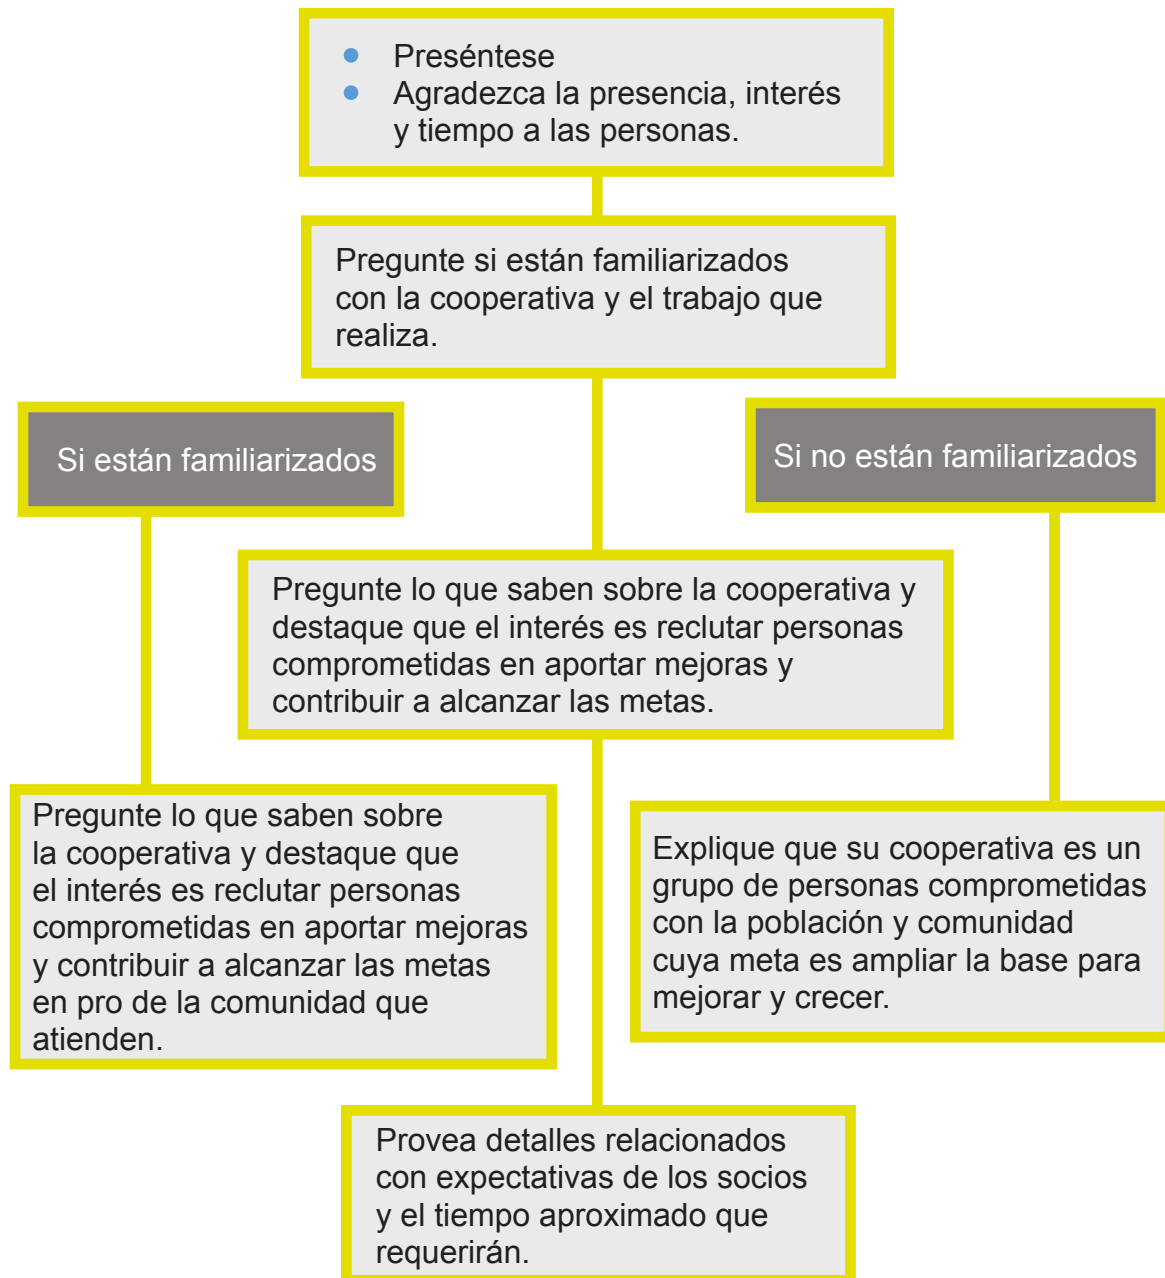 Preséntese
Agradezca la presencia, interés
y tiempo a las personas.
Pregunte si están familiarizados
con la cooperativa y el trabajo que
realiza.
Si están familiarizados
Si no están familiarizados
Pregunte lo que saben sobre la cooperativa y
destaque que el interés es reclutar personas
comprometidas en aportar mejoras y
contribuir a alcanzar las metas.
Pregunte lo que saben sobre
la cooperativa y destaque que
el interés es reclutar personas
comprometidas en aportar mejoras
y contribuir a alcanzar las metas
en pro de la comunidad que
atienden.
Explique que su cooperativa es un
grupo de personas comprometidas
con la población y comunidad
cuya meta es ampliar la base para
mejorar y crecer.
Provea detalles relacionados
con expectativas de los socios
y el tiempo aproximado que
requerirán.